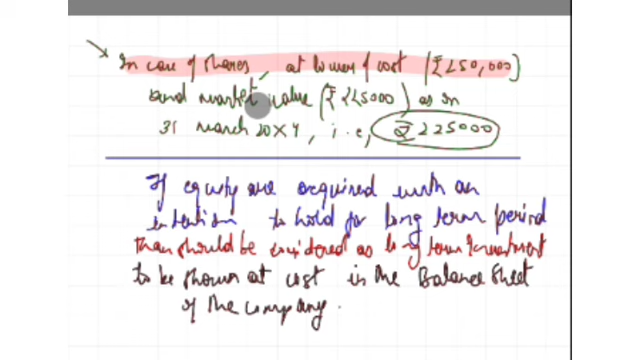 In case of shares, at lower of cost (₹250,000)
and market value (₹225000) as on
31 March 20X4, i.e, ₹225000
If equity are acquired with an
intention to hold for long term period
than should be considered as long term investment
to be shown at cost in the Balance Sheet
of the company.